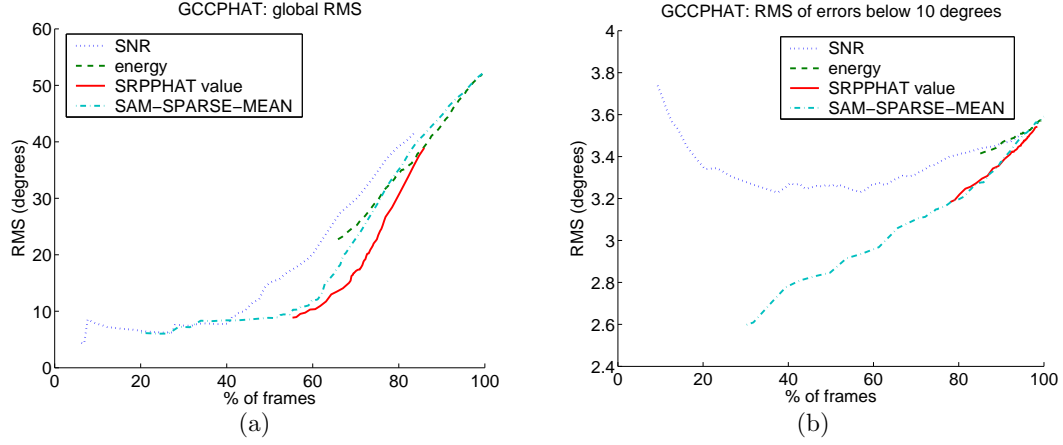 GCCPHAT: global RMS
60
50
40
30
20
10
0
RMS (degrees)
SNR
energy
SRPPHAT value
SAM-SPARSE-MEAN
0 20 40 60 80 100
% of frames
(a)
GCCPHAT: RMS of errors below 10 degrees
4
3.8
3.6
3.4
3.2
3
2.8
2.6
2.4
RMS (degrees)
SNR
energy
SRPPHAT value
SAM-SPARSE-MEAN
0 20 40 60 80 100
% of frames
(b)